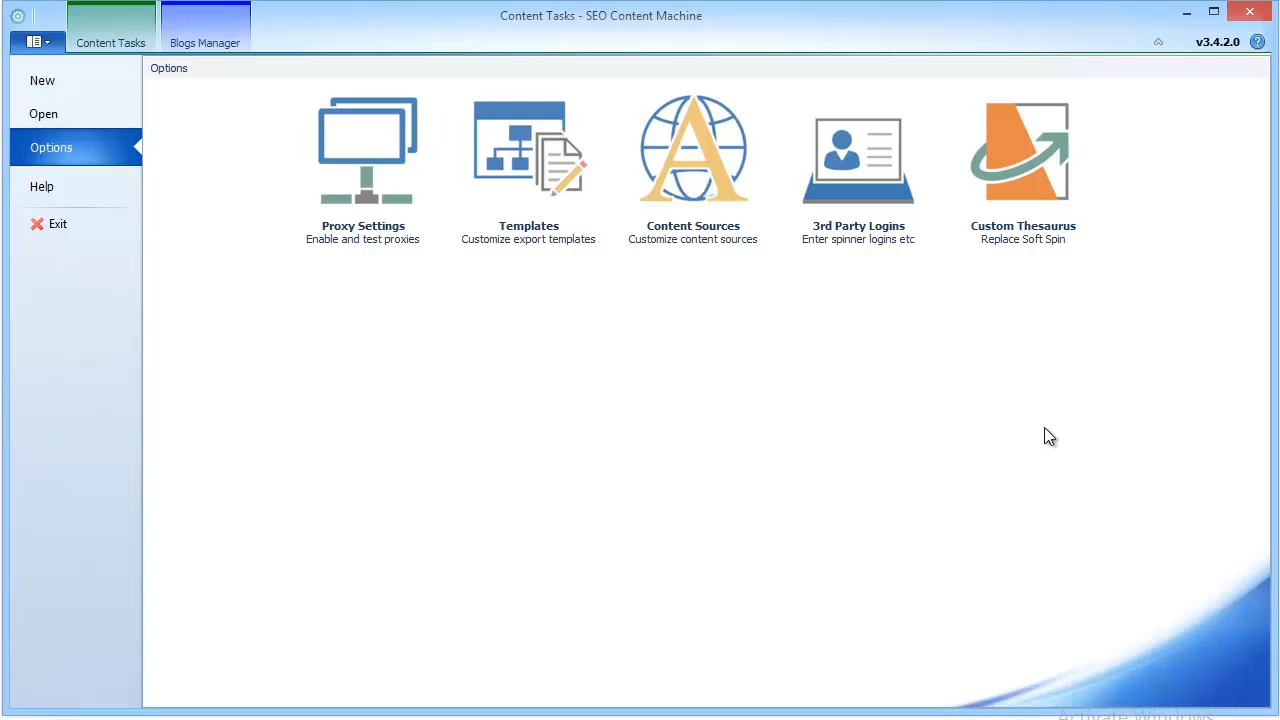 Content Tasks - SEO Content Machine
Content Tasks
Blogs Manager
v3.4.2.0
New
Open
Options
Help
Exit
Options
Proxy Settings
Enable and test proxies
Templates
Customize export templates
A
Content Sources
Customize content sources
3rd Party Logins
Enter spinner logins etc
Custom Thesaurus
Replace Soft Spin
Activate Windows